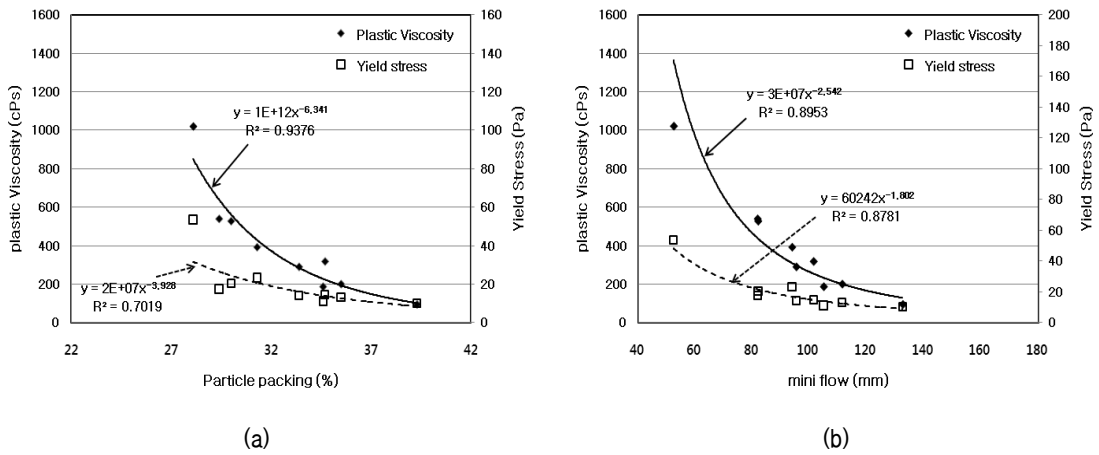 1600
1400
1200
1000
800
600
400
200
0
plastic Viscosity (cPs)
160
140
120
100
80
60
40
20
0
Yield Stress (Pa)
22
27
32
37
42
Particle packing (%)
Plastic Viscosity
Yield stress
y = 1E+12x⁻⁶·³⁴¹
R² = 0.9376
y = 2E+07x⁻³·⁹²⁸
R² = 0.7019
(a)
1600
1400
1200
1000
800
600
400
200
0
plastic Viscosity (cPs)
200
180
160
140
120
100
80
60
40
20
0
Yield Stress (Pa)
40
60
80
100
120
140
160
180
mini flow (mm)
Plastic Viscosity
Yield stress
y = 3E+07x⁻²·⁵⁴²
R² = 0.8953
y = 60242x⁻¹·⁸⁰²
R² = 0.8781
(b)